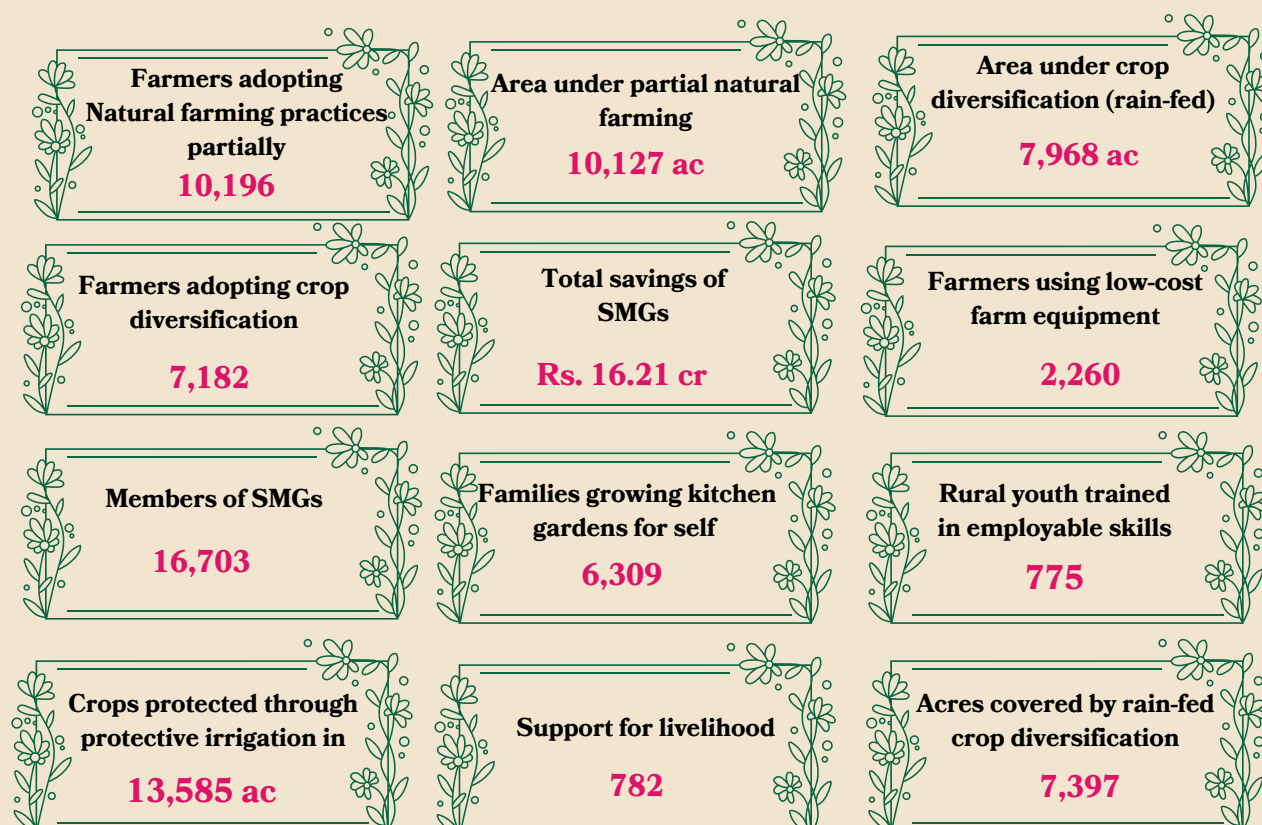 Farmers adopting
Natural farming practices
partially
10,196
Area under partial natural
farming
10,127 ac
Area under crop
diversification (rain-fed)
7,968 ac
Farmers adopting crop
diversification
7,182
Total savings of
SMGs
Rs. 16.21 cr
Farmers using low-cost
farm equipment
2,260
Members of SMGs
16,703
Families growing kitchen
gardens for self
6,309
Rural youth trained
in employable skills
775
Crops protected through
protective irrigation in
13,585 ac
Support for livelihood
782
Acres covered by rain-fed
crop diversification
7,397